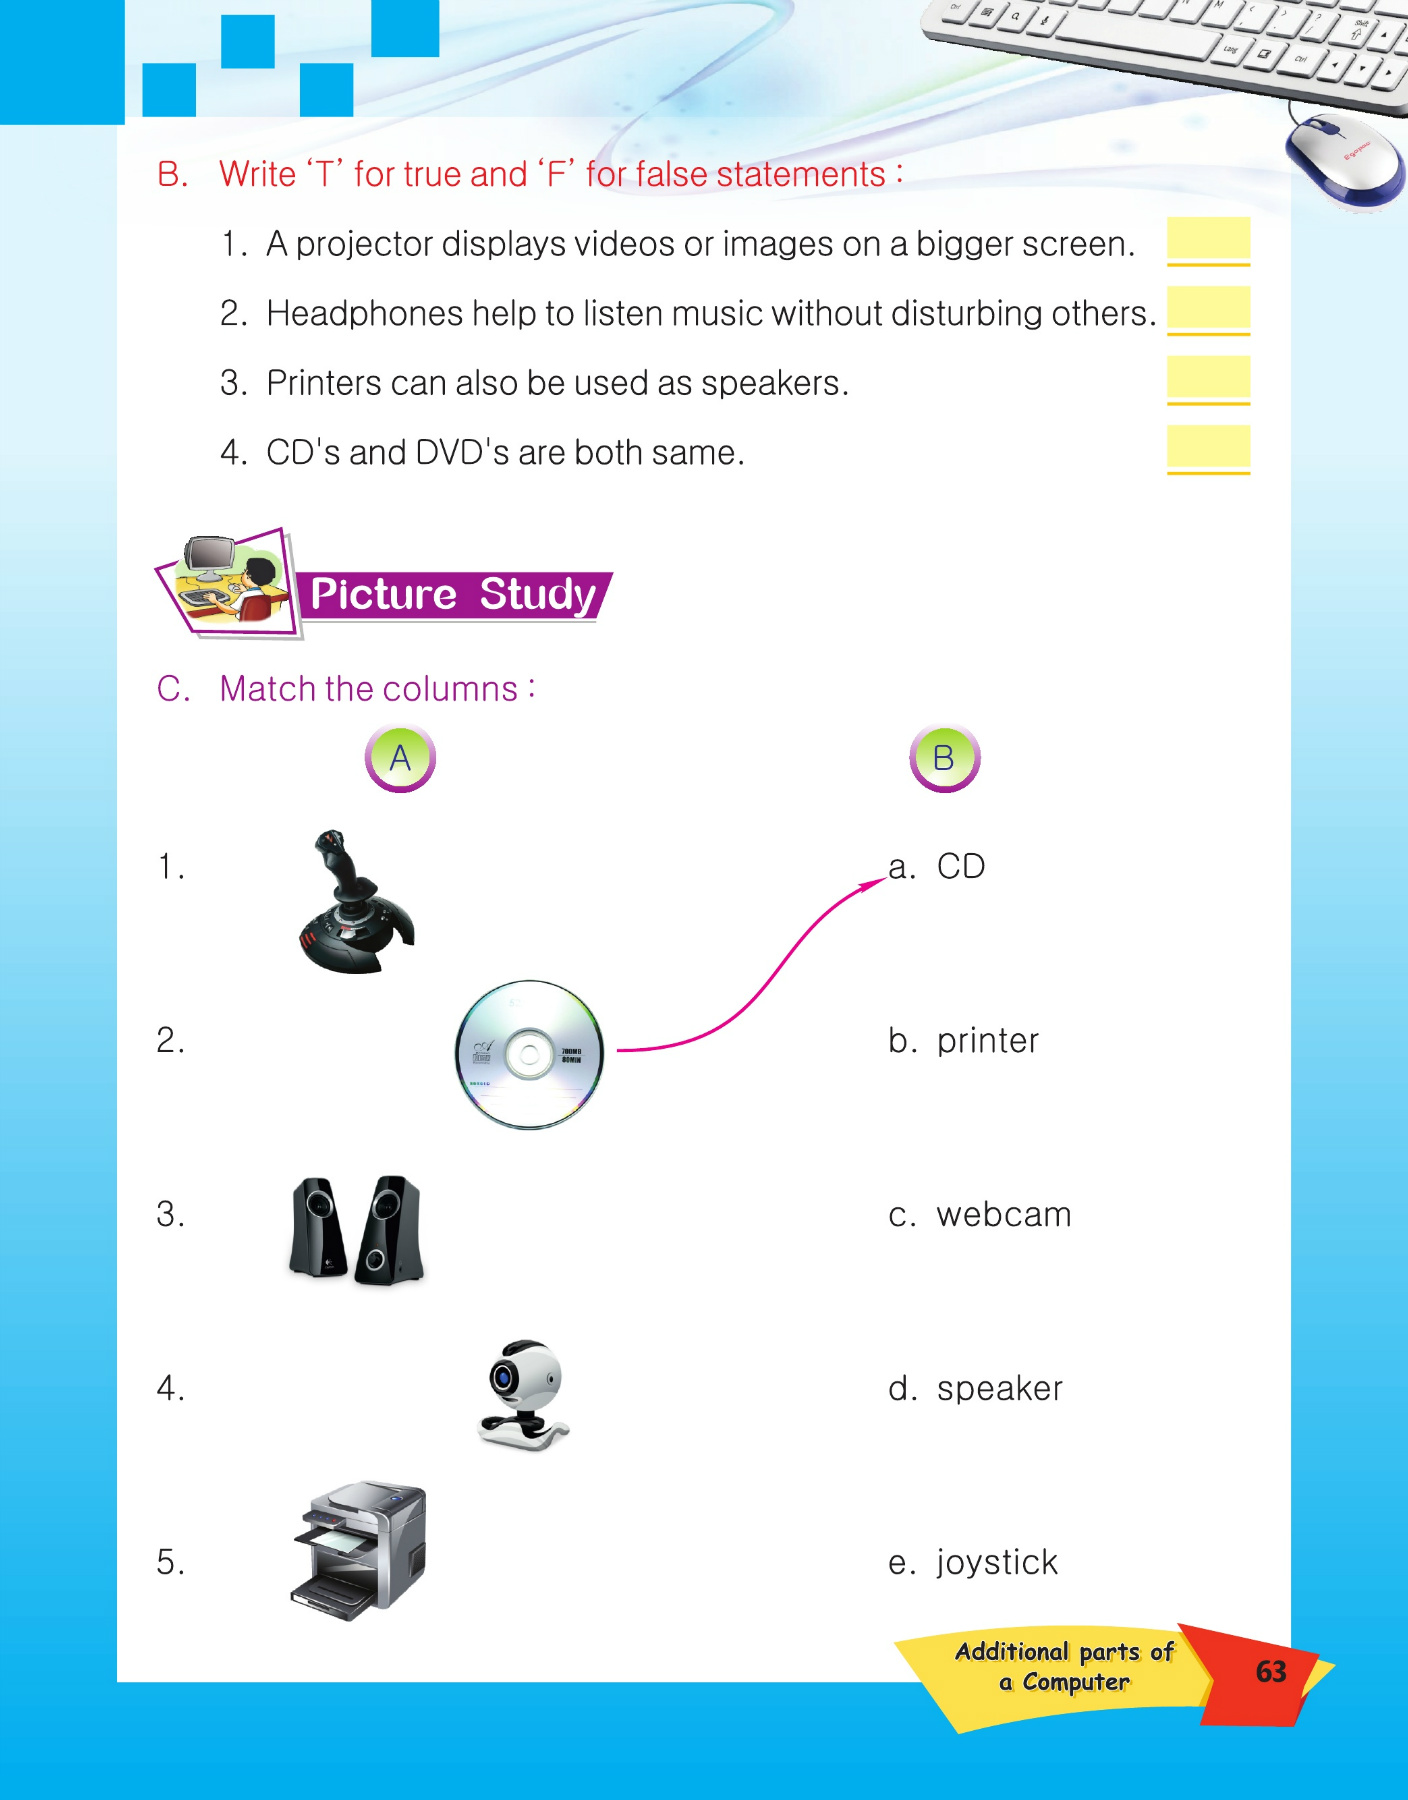 B. Write ‘T’ for true and ‘F’ for false statements :
1. A projector displays videos or images on a bigger screen.
2. Headphones help to listen music without disturbing others.
3. Printers can also be used as speakers.
4. CD's and DVD's are both same.
Picture Study
C. Match the columns :
A B
1. a. CD
2. b. printer
700MB
80MIN
3. c. webcam
4. d. speaker
5. e. joystick
Additional parts of
a Computer
63